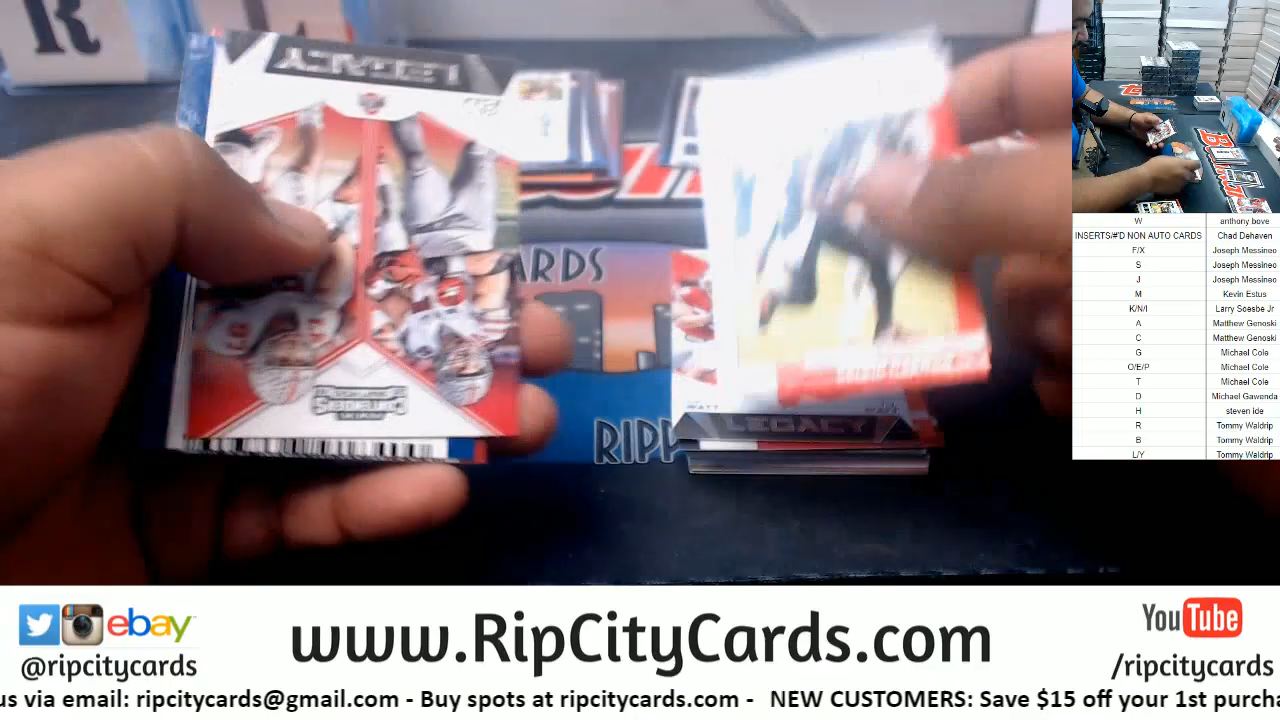 R
LEGACY
CARDS
RIPP
WATT
LEGACY
W anthony bove
INSERTS/#'D NON AUTO CARDS Chad Dehaven
F/X Joseph Messineo
S Joseph Messineo
J Joseph Messineo
M Kevin Estus
K/N/I Larry Soesbe Jr
A Matthew Genoski
C Matthew Genoski
G Michael Cole
O/E/P Michael Cole
T Michael Cole
D Michael Gawenda
H steven ide
R Tommy Waldrip
B Tommy Waldrip
L/Y Tommy Waldrip
ebay
@ripcitycards
www.RipCityCards.com
YouTube
/ripcitycards
us via email: ripcitycards@gmail.com - Buy spots at ripcitycards.com - NEW CUSTOMERS: Save $15 off your 1st purcha